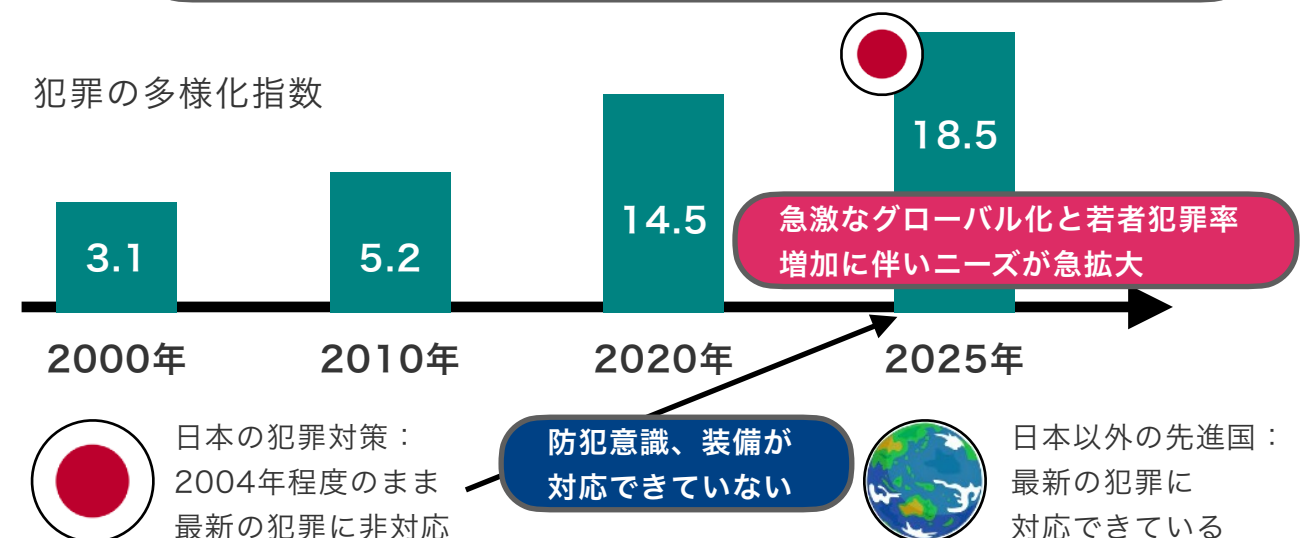 犯罪の多様化指数
3.1
5.2
14.5
18.5
急激なグローバル化と若者犯罪率
増加に伴いニーズが急拡大
2000年
2010年
2020年
2025年
日本の犯罪対策：
2004年程度のまま
最新の犯罪に非対応
防犯意識、装備が
対応できていない
日本以外の先進国：
最新の犯罪に
対応できている